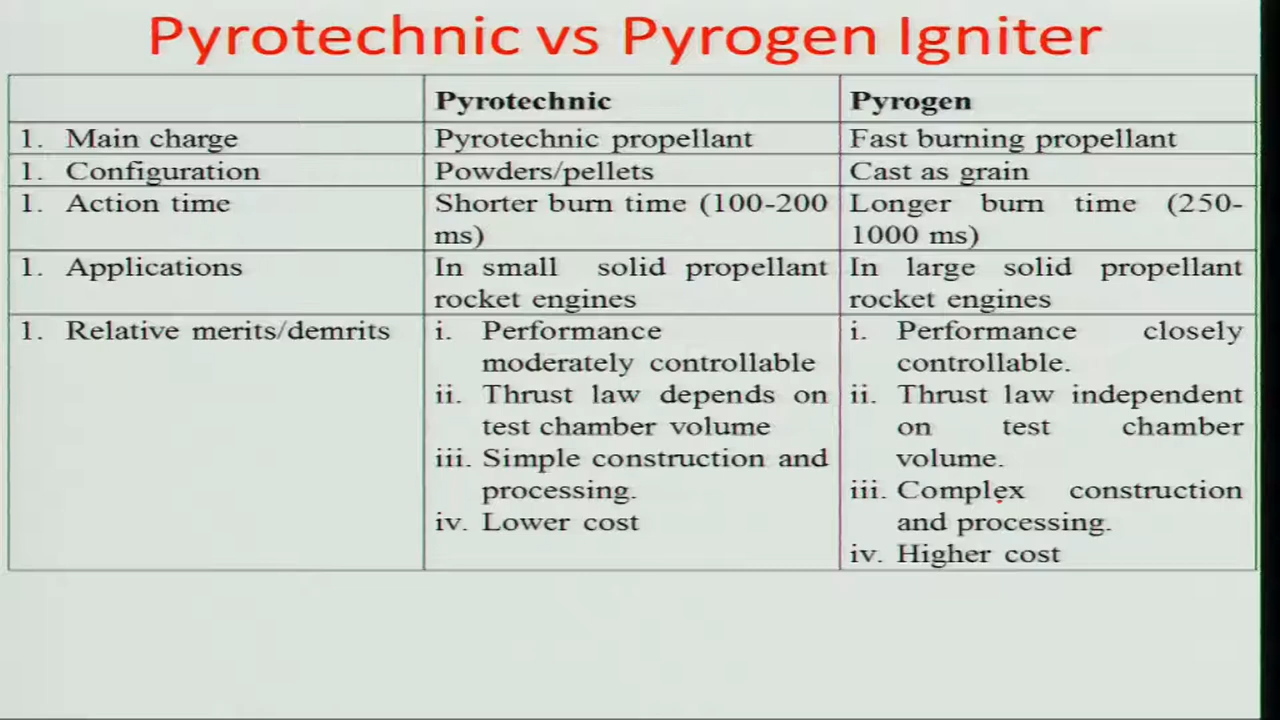 Pyrotechnic vs Pyrogen Igniter
Pyrotechnic
Pyrogen
1. Main charge
Pyrotechnic propellant
Fast burning propellant
1. Configuration
Powders/pellets
Cast as grain
1. Action time
Shorter burn time (100-200
ms)
Longer burn time (250-
1000 ms)
1. Applications
In small solid propellant
rocket engines
In large solid propellant
rocket engines
1. Relative merits/demrits
i. Performance
moderately controllable
ii. Thrust law depends on
test chamber volume
iii. Simple construction and
processing.
iv. Lower cost
i. Performance closely
controllable.
ii. Thrust law independent
on test chamber
volume.
iii. Complex construction
and processing.
iv. Higher cost